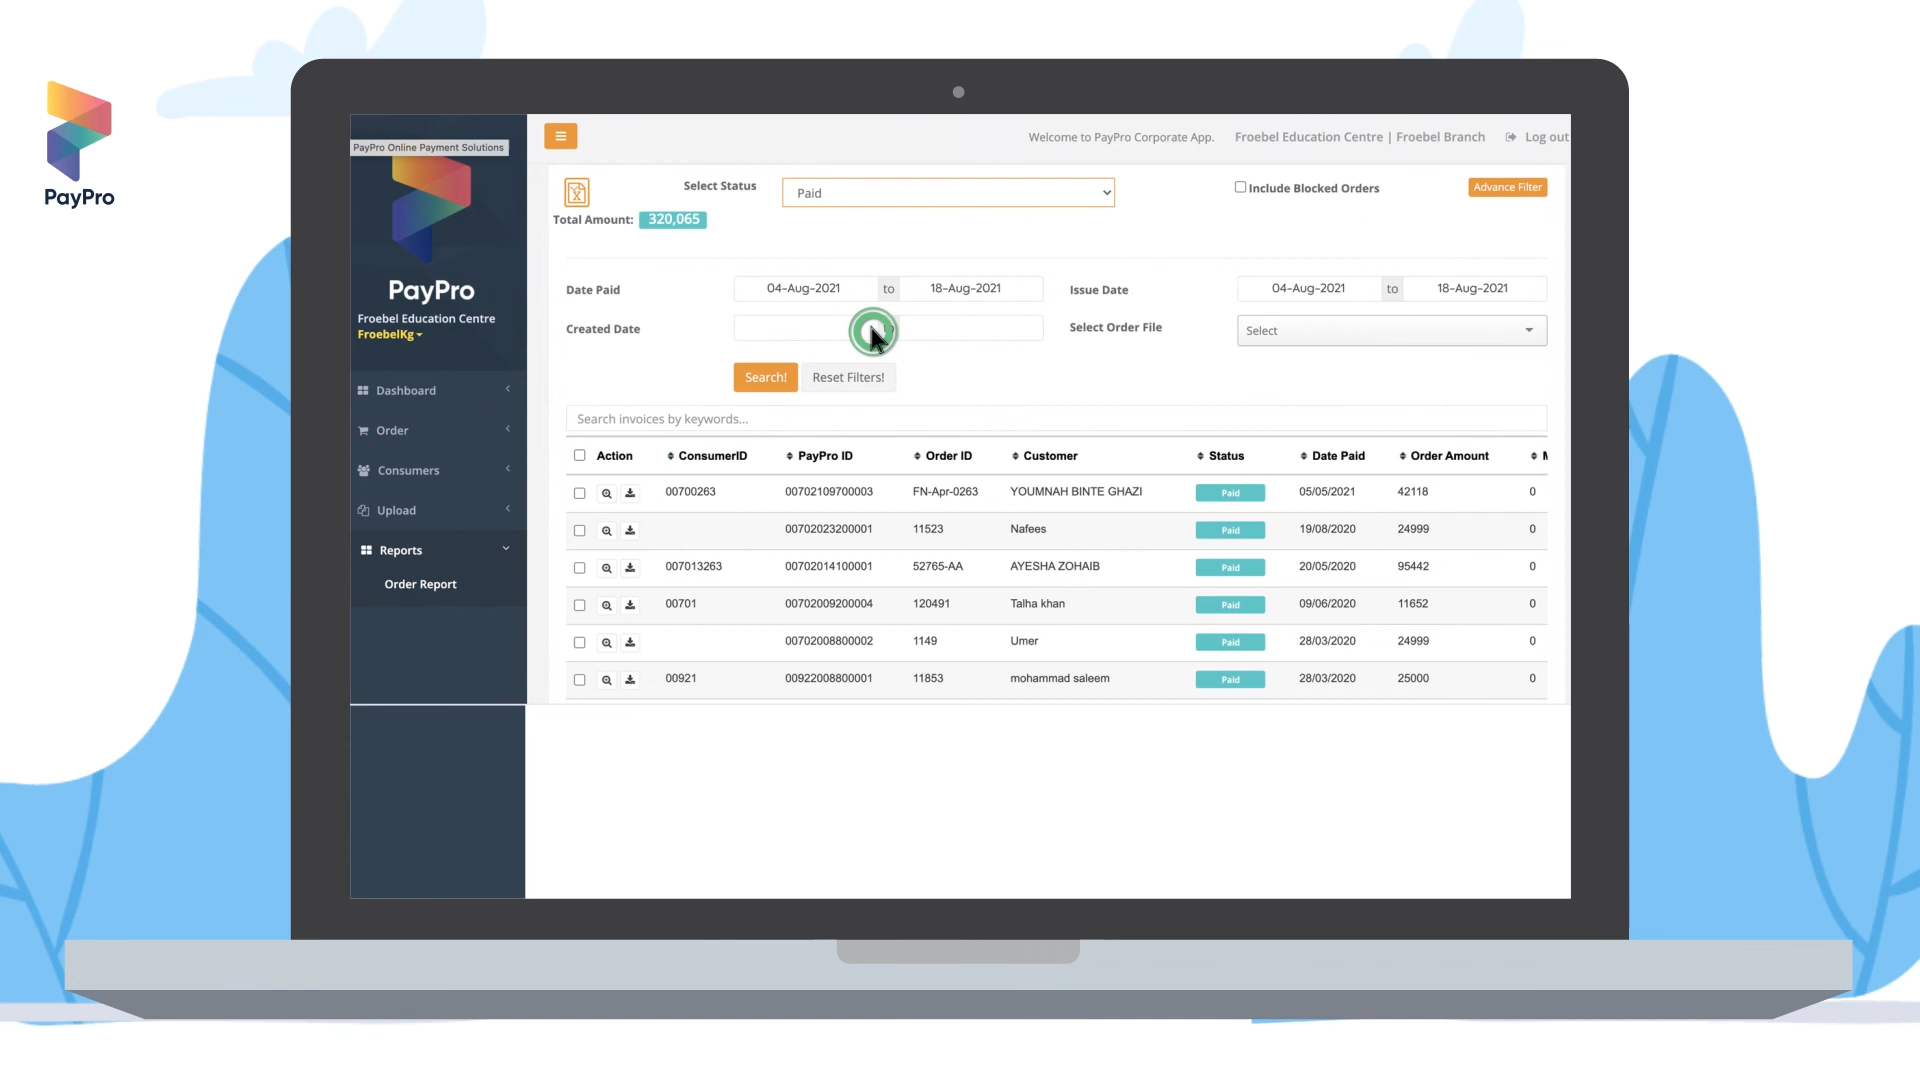 PayPro
PayPro Online Payment Solutions
PayPro
Froebel Education Centre
FroebelKg
Dashboard
Order
Consumers
Upload
Reports
Order Report
Welcome to PayPro Corporate App. Froebel Education Centre | Froebel Branch Log out
Select Status Paid Include Blocked Orders Advance Filter
Total Amount: 320,065
Date Paid 04-Aug-2021 to 18-Aug-2021 Issue Date 04-Aug-2021 to 18-Aug-2021
Created Date Select Order File Select
Search! Reset Filters!
Search invoices by keywords...
Action ConsumerID PayPro ID Order ID Customer Status Date Paid Order Amount
00700263 00702109700003 FN-Apr-0263 YOUMNAH BINTE GHAZI Paid 05/05/2021 42118 0
00702023200001 11523 Nafees Paid 19/08/2020 24999 0
007013263 00702014100001 52765-AA AYESHA ZOHAIB Paid 20/05/2020 95442 0
00701 00702009200004 120491 Talha khan Paid 09/06/2020 11652 0
00702008800002 1149 Umer Paid 28/03/2020 24999 0
00921 00922008800001 11853 mohammad saleem Paid 28/03/2020 25000 0